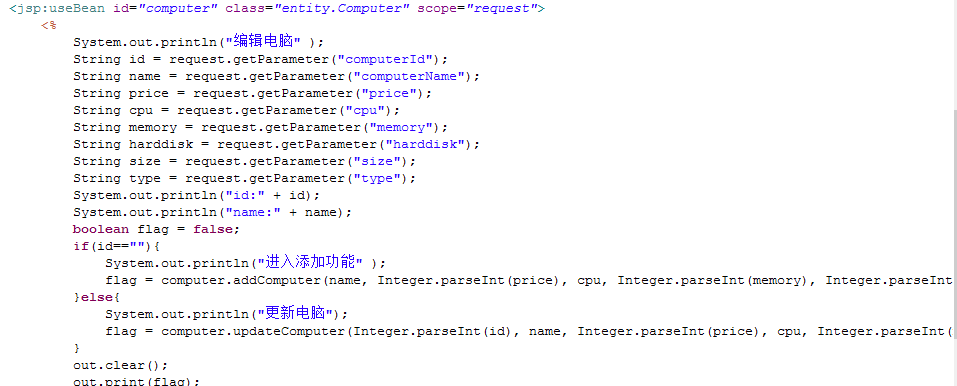 <jsp:useBean id="computer" class="entity.Computer" scope="request">
<%
System.out.println("编辑电脑" );
String id = request.getParameter("computerId");
String name = request.getParameter("computerName");
String price = request.getParameter("price");
String cpu = request.getParameter("cpu");
String memory = request.getParameter("memory");
String harddisk = request.getParameter("harddisk");
String size = request.getParameter("size");
String type = request.getParameter("type");
System.out.println("id:" + id);
System.out.println("name:" + name);
boolean flag = false;
if(id==""){
System.out.println("进入添加功能" );
flag = computer.addComputer(name, Integer.parseInt(price), cpu, Integer.parseInt(memory), Integer.parseInt
}else{
System.out.println("更新电脑");
flag = computer.updateComputer(Integer.parseInt(id), name, Integer.parseInt(price), cpu, Integer.parseInt(
}
out.clear();
out.print(flag);